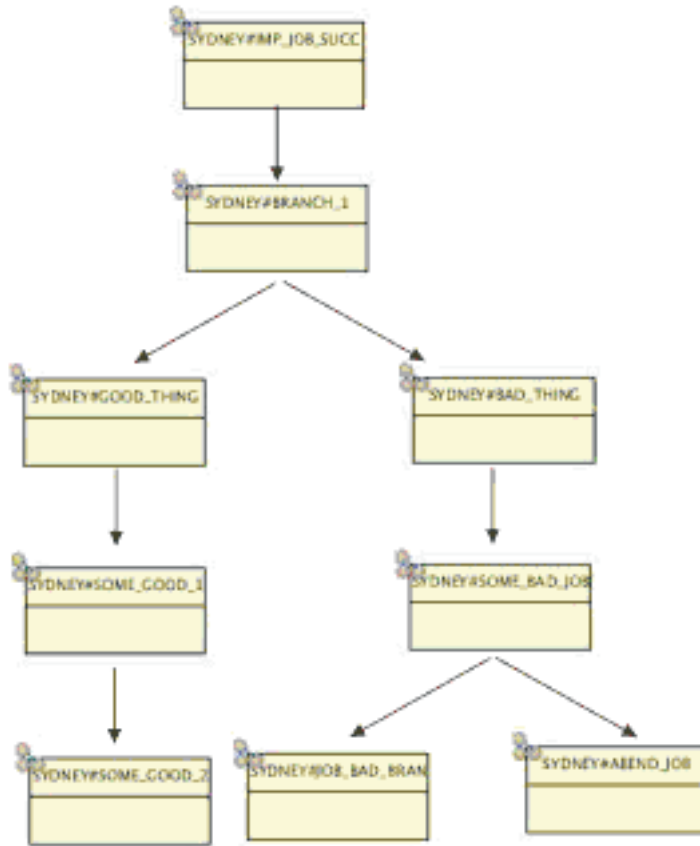 SYDNEY#IMP_JOB_SUCC
SYDNEY#BRANCH_1
SYDNEY#GOOD_THING
SYDNEY#BAD_THING
SYDNEY#SOME_GOOD_1
SYDNEY#SOME_BAD_JOB
SYDNEY#SOME_GOOD_2
SYDNEY#JOB_BAD_BRAN
SYDNEY#ABEND_JOB